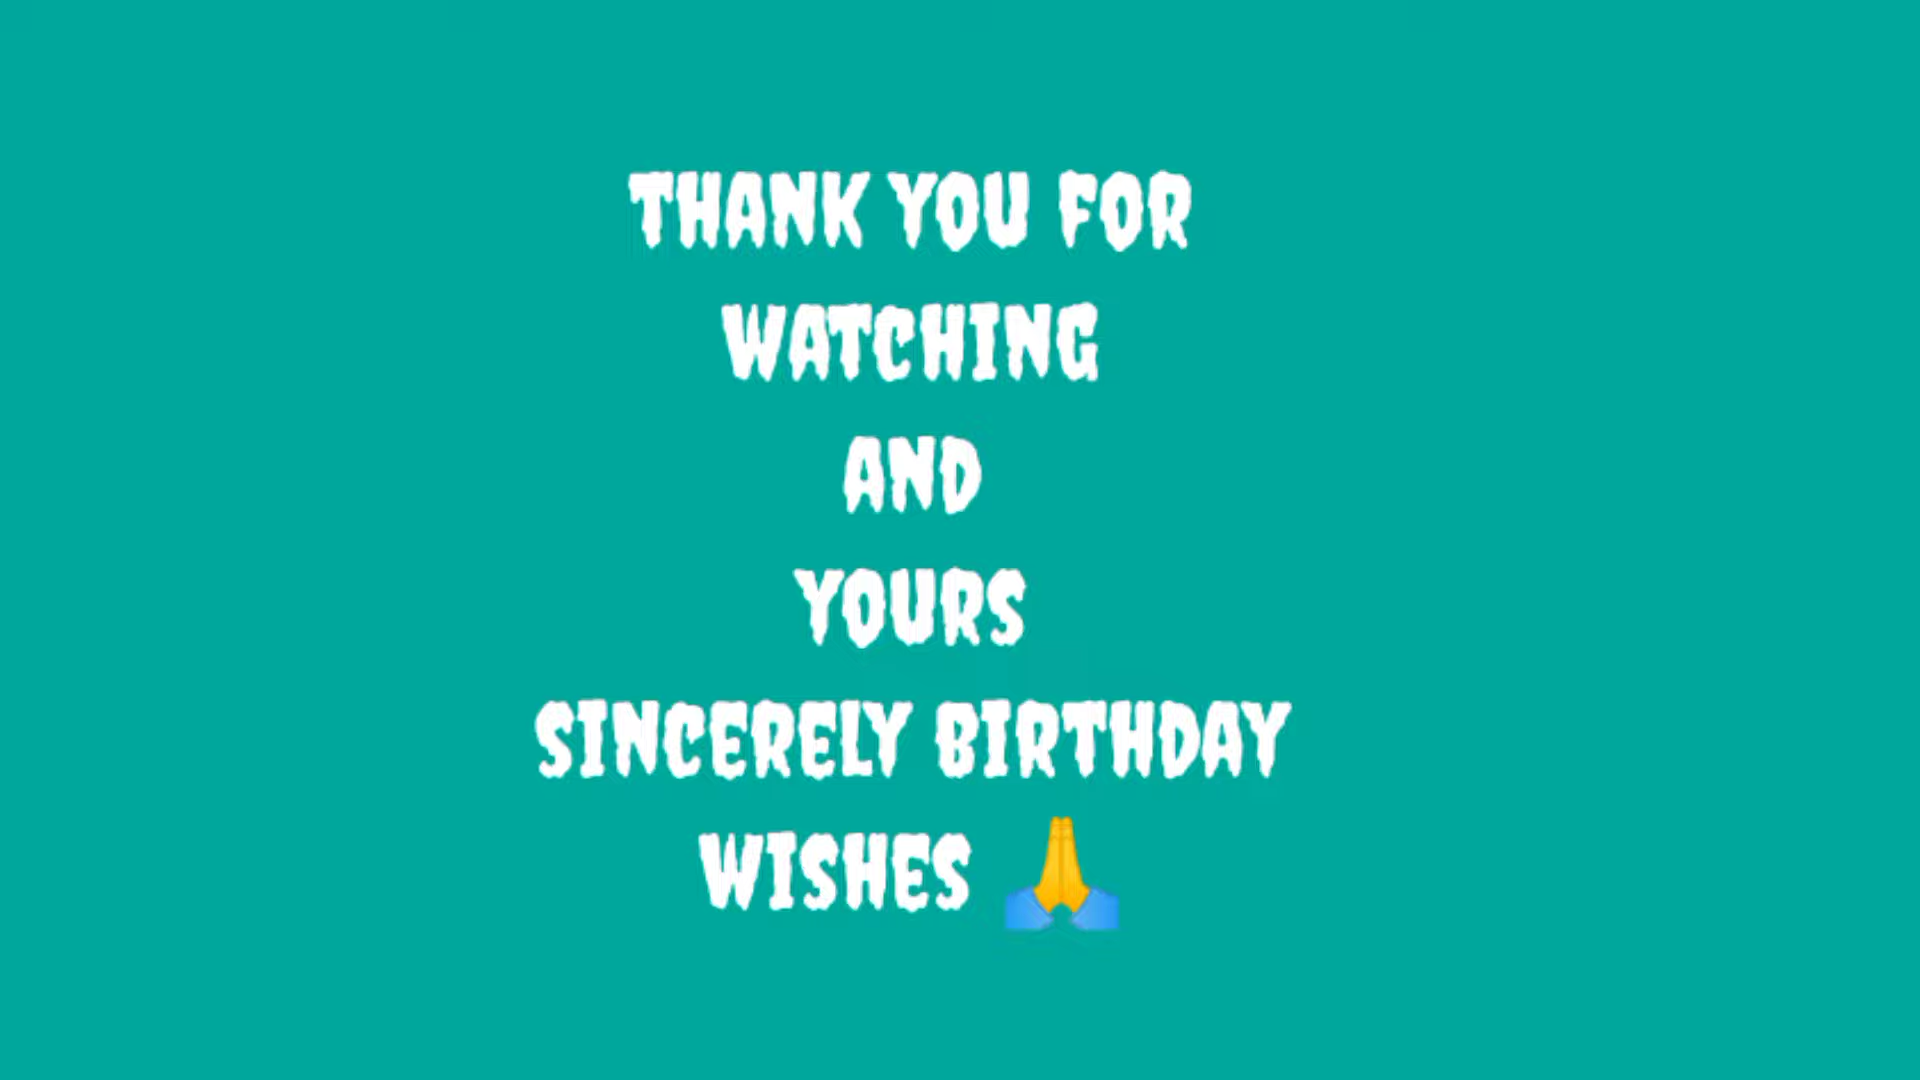 THANK YOU FOR
WATCHING
AND
YOURS
SINCERELY BIRTHDAY
WISHES 🙏